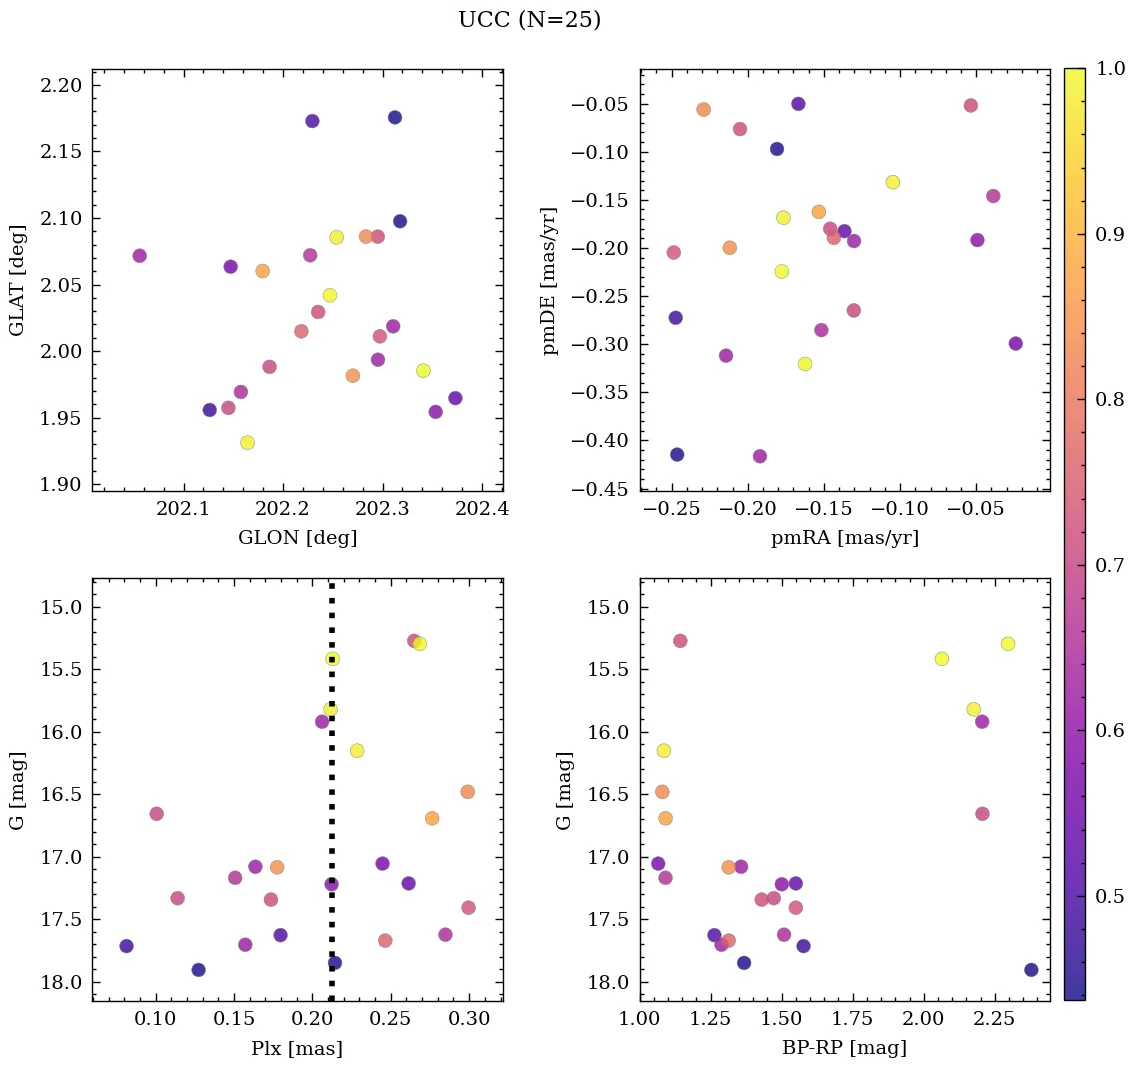 UCC (N=25)
2.20
2.15
2.10
2.05
2.00
1.95
1.90
GLAT [deg]
202.1 202.2 202.3 202.4
GLON [deg]
−0.05
−0.10
−0.15
−0.20
−0.25
−0.30
−0.35
−0.40
−0.45
pmDE [mas/yr]
−0.25 −0.20 −0.15 −0.10 −0.05
pmRA [mas/yr]
1.0
0.9
0.8
0.7
0.6
0.5
15.0
15.5
16.0
16.5
17.0
17.5
18.0
G [mag]
0.10 0.15 0.20 0.25 0.30
Plx [mas]
15.0
15.5
16.0
16.5
17.0
17.5
18.0
G [mag]
1.00 1.25 1.50 1.75 2.00 2.25
BP-RP [mag]